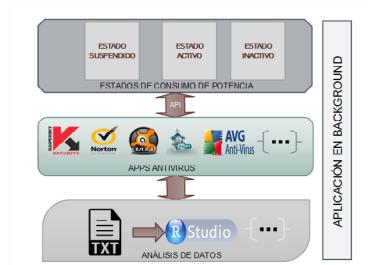 ESTADO
SUSPENDIDO
ESTADO
ACTIVO
ESTADO
INACTIVO
ESTADOS DE CONSUMO DE POTENCIA
API
KASPERSKY
SECURITY
Norton
AVG
Anti-Virus
{...}
APPS ANTIVIRUS
TXT
R Studio
{...}
ANÁLISIS DE DATOS
APLICACIÓN EN BACKGROUND